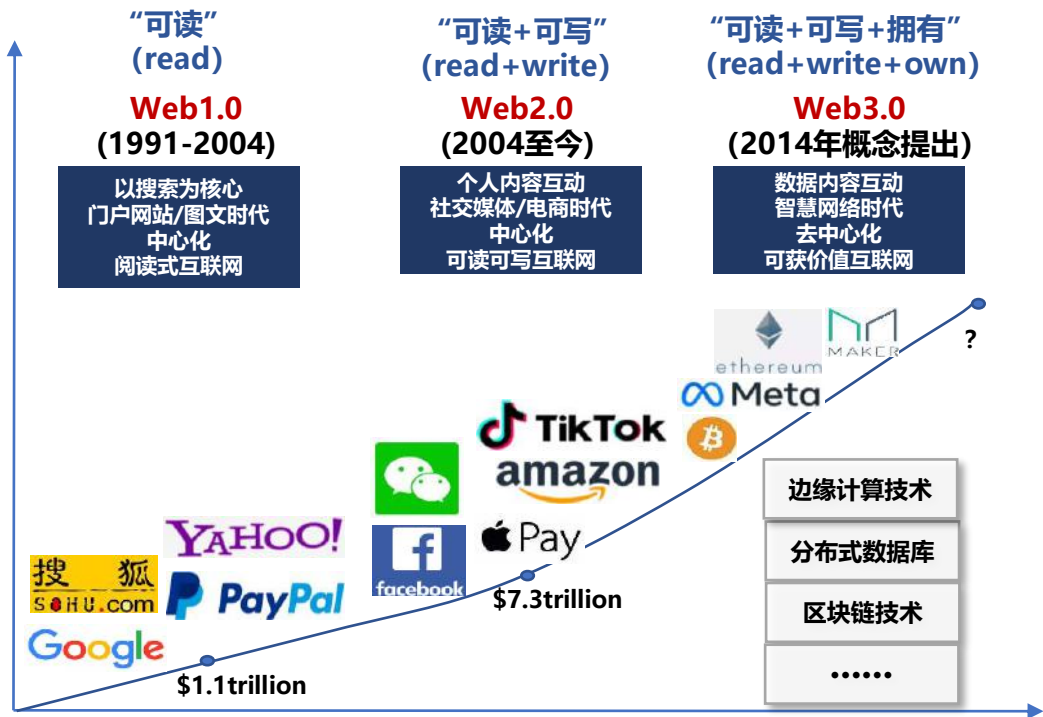 “可读”
(read)
Web1.0
(1991-2004)
以搜索为核心
门户网站/图文时代
中心化
阅读式互联网
“可读+可写”
(read+write)
Web2.0
(2004至今)
个人内容互动
社交媒体/电商时代
中心化
可读可写互联网
“可读+可写+拥有”
(read+write+own)
Web3.0
(2014年概念提出)
数据内容互动
智慧网络时代
去中心化
可获价值互联网
搜 狐
SOHU.com
YAHOO!
PayPal
Google
$1.1trillion
facebook
TikTok
amazon
Pay
$7.3trillion
ethereum
MAKER
Meta
?
边缘计算技术
分布式数据库
区块链技术
……